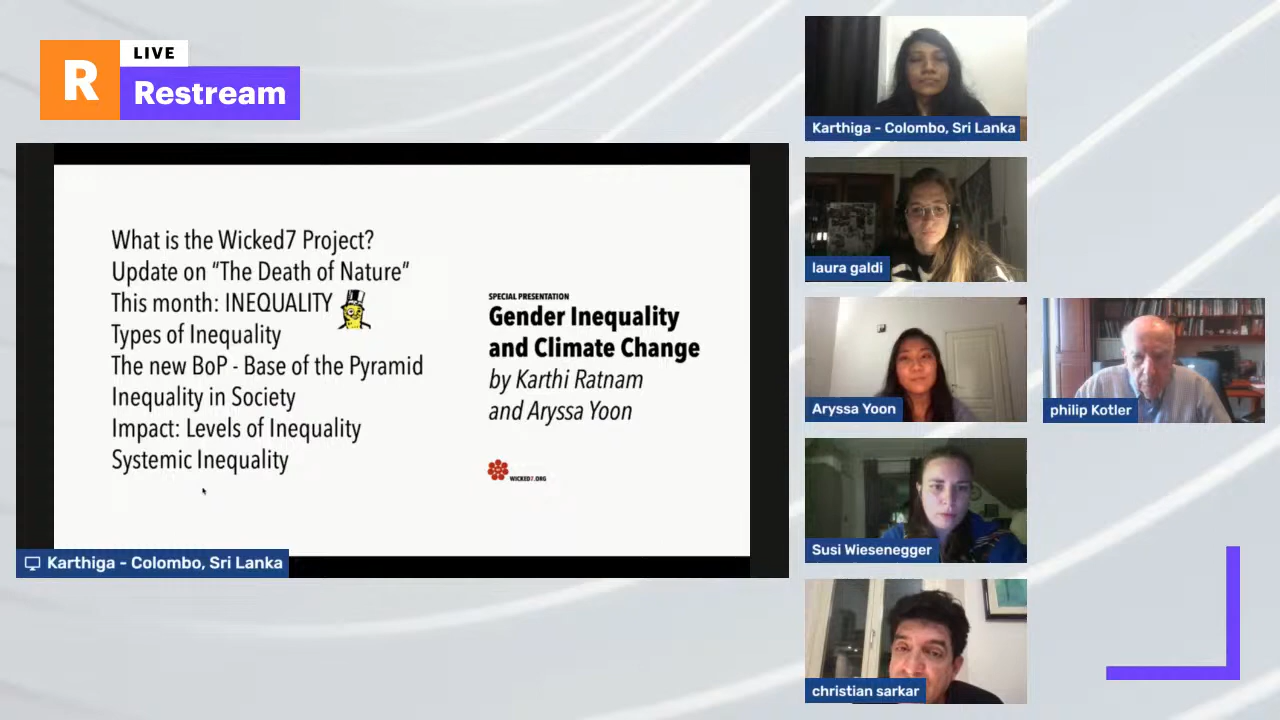 R
LIVE
Restream
What is the Wicked7 Project?
Update on “The Death of Nature”
This month: INEQUALITY
Types of Inequality
The new BoP - Base of the Pyramid
Inequality in Society
Impact: Levels of Inequality
Systemic Inequality
SPECIAL PRESENTATION
Gender Inequality
and Climate Change
by Karthi Ratnam
and Aryssa Yoon
WICKED7.ORG
Karthiga - Colombo, Sri Lanka
Karthiga - Colombo, Sri Lanka
laura galdi
Aryssa Yoon
philip Kotler
Susi Wiesenegger
christian sarkar